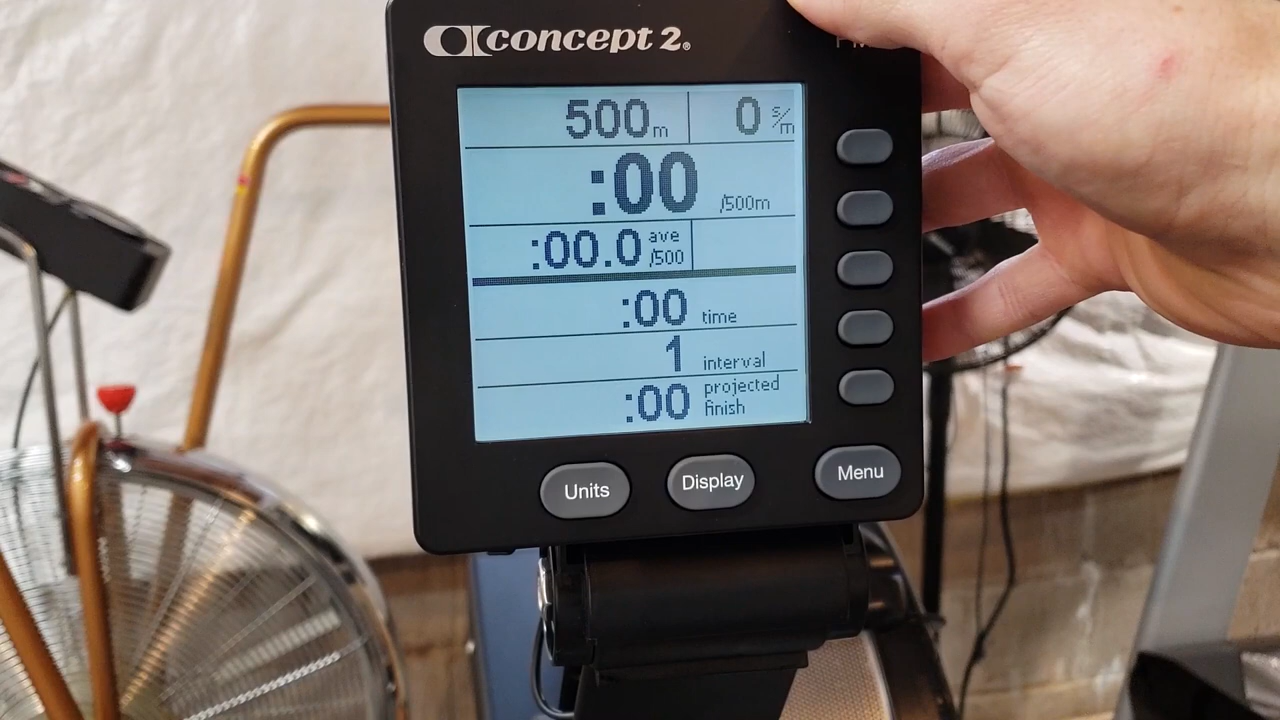 concept 2®
500m 0 s/m
:00 /500m
:00.0 ave /500
:00 time
1 interval
:00 projected finish
Units Display Menu